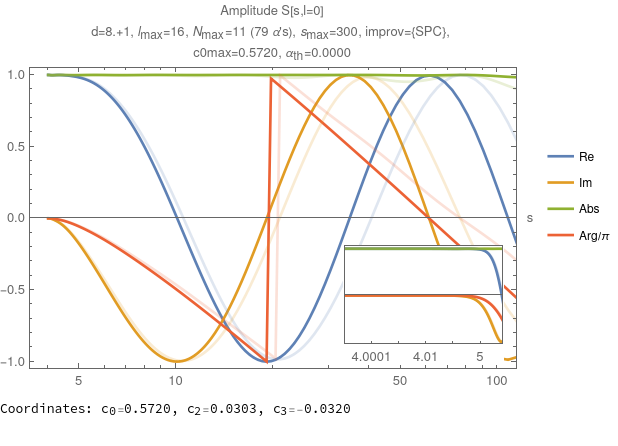 Amplitude S[s,l=0]
d=8.+1, lmax=16, Nmax=11 (79 α's), smax=300, improv={SPC},
c0max=0.5720, αth=0.0000
1.0
0.5
0.0
−0.5
−1.0
5
10
50
100
s
Re
Im
Abs
Arg/π
4.0001
4.01
5
Coordinates: c₀=0.5720, c₂=0.0303, c₃=−0.0320